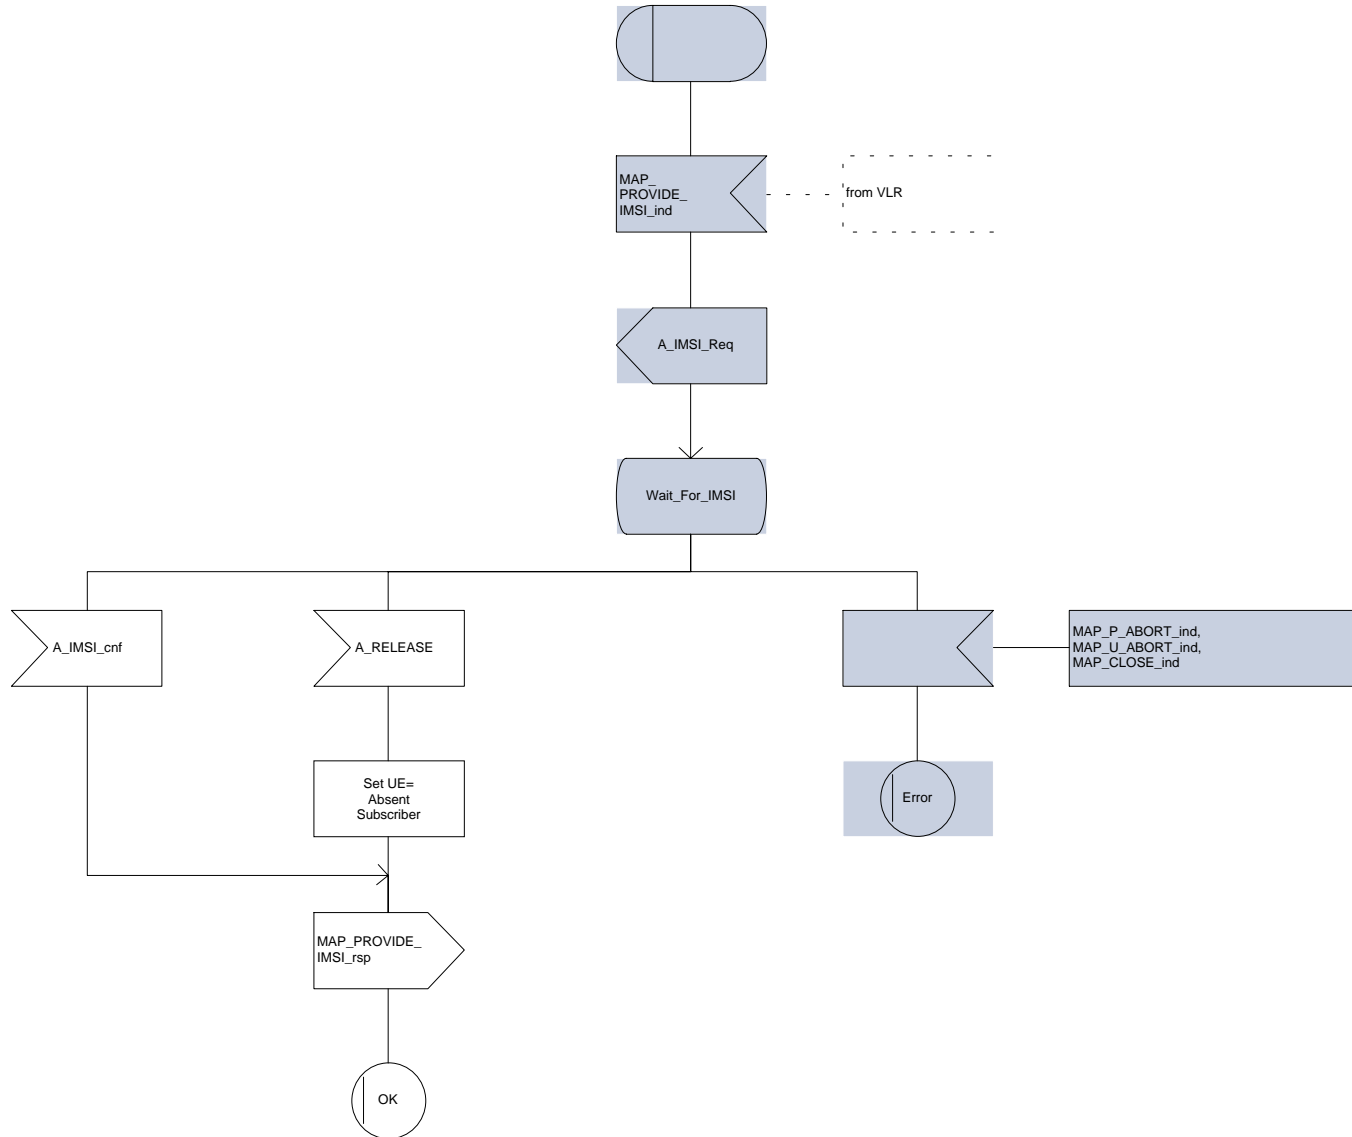 MAP_
PROVIDE_
IMSI_ind
from VLR
A_IMSI_Req
Wait_For_IMSI
A_IMSI_cnf
A_RELEASE
MAP_P_ABORT_ind,
MAP_U_ABORT_ind,
MAP_CLOSE_ind
Set UE=
Absent
Subscriber
Error
MAP_PROVIDE_
IMSI_rsp
OK